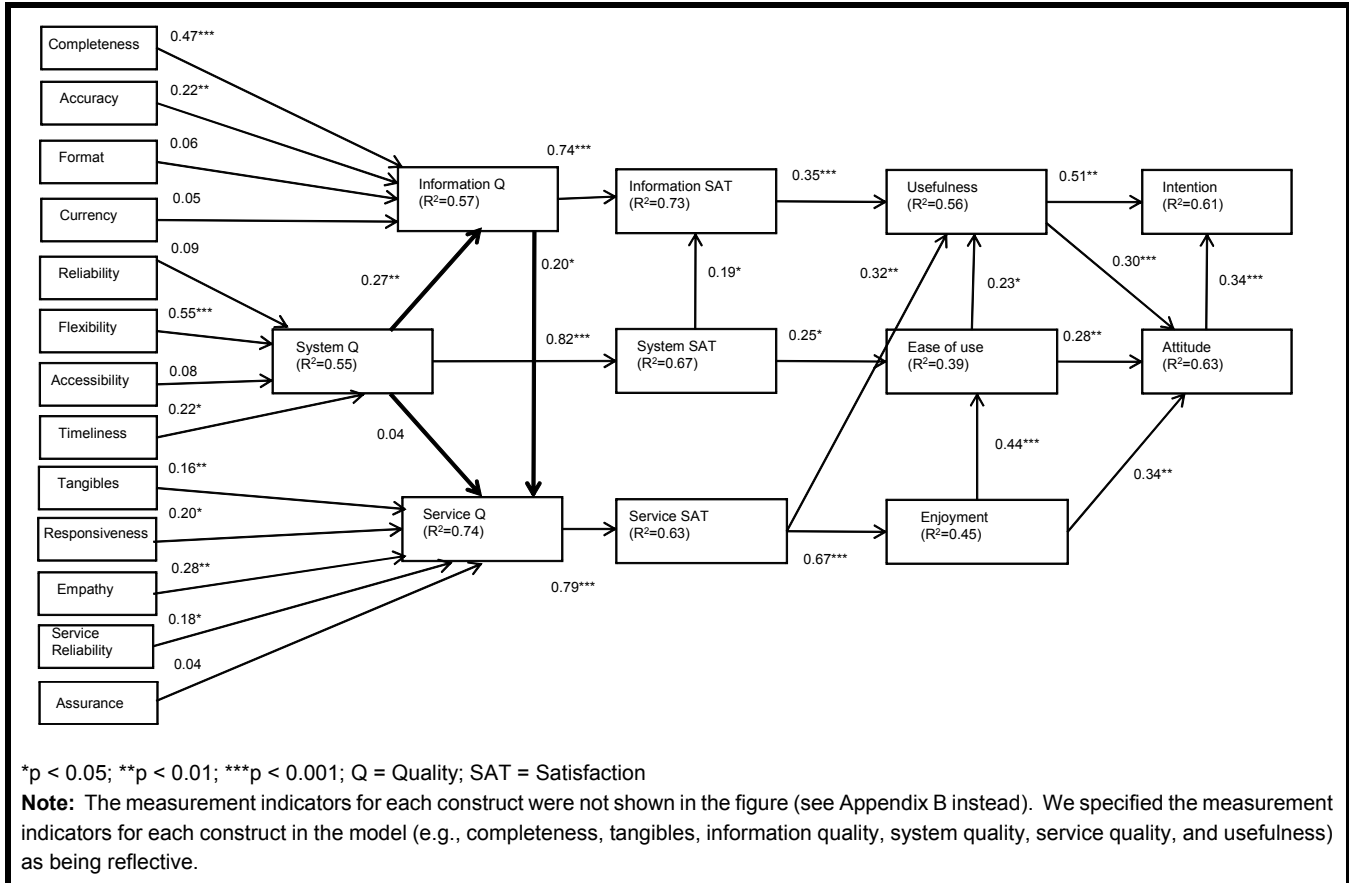 Completeness
0.47***
Accuracy
0.22**
Format
0.06
Currency
0.05
Reliability
0.09
Flexibility
0.55***
Accessibility
0.08
Timeliness
0.22*
Tangibles
0.16**
Responsiveness
0.20*
Empathy
0.28**
Service
Reliability
0.18*
Assurance
0.04
Information Q
(R²=0.57)
0.74***
0.27**
0.20*
System Q
(R²=0.55)
0.82***
0.04
Service Q
(R²=0.74)
0.79***
Information SAT
(R²=0.73)
0.35***
0.19*
System SAT
(R²=0.67)
0.25*
Service SAT
(R²=0.63)
0.32**
0.67***
Usefulness
(R²=0.56)
0.51**
0.23*
0.30***
Ease of use
(R²=0.39)
0.28**
0.44***
Enjoyment
(R²=0.45)
0.34**
Intention
(R²=0.61)
0.34***
Attitude
(R²=0.63)
*p < 0.05; **p < 0.01; ***p < 0.001; Q = Quality; SAT = Satisfaction
Note: The measurement indicators for each construct were not shown in the figure (see Appendix B instead). We specified the measurement
indicators for each construct in the model (e.g., completeness, tangibles, information quality, system quality, service quality, and usefulness)
as being reflective.